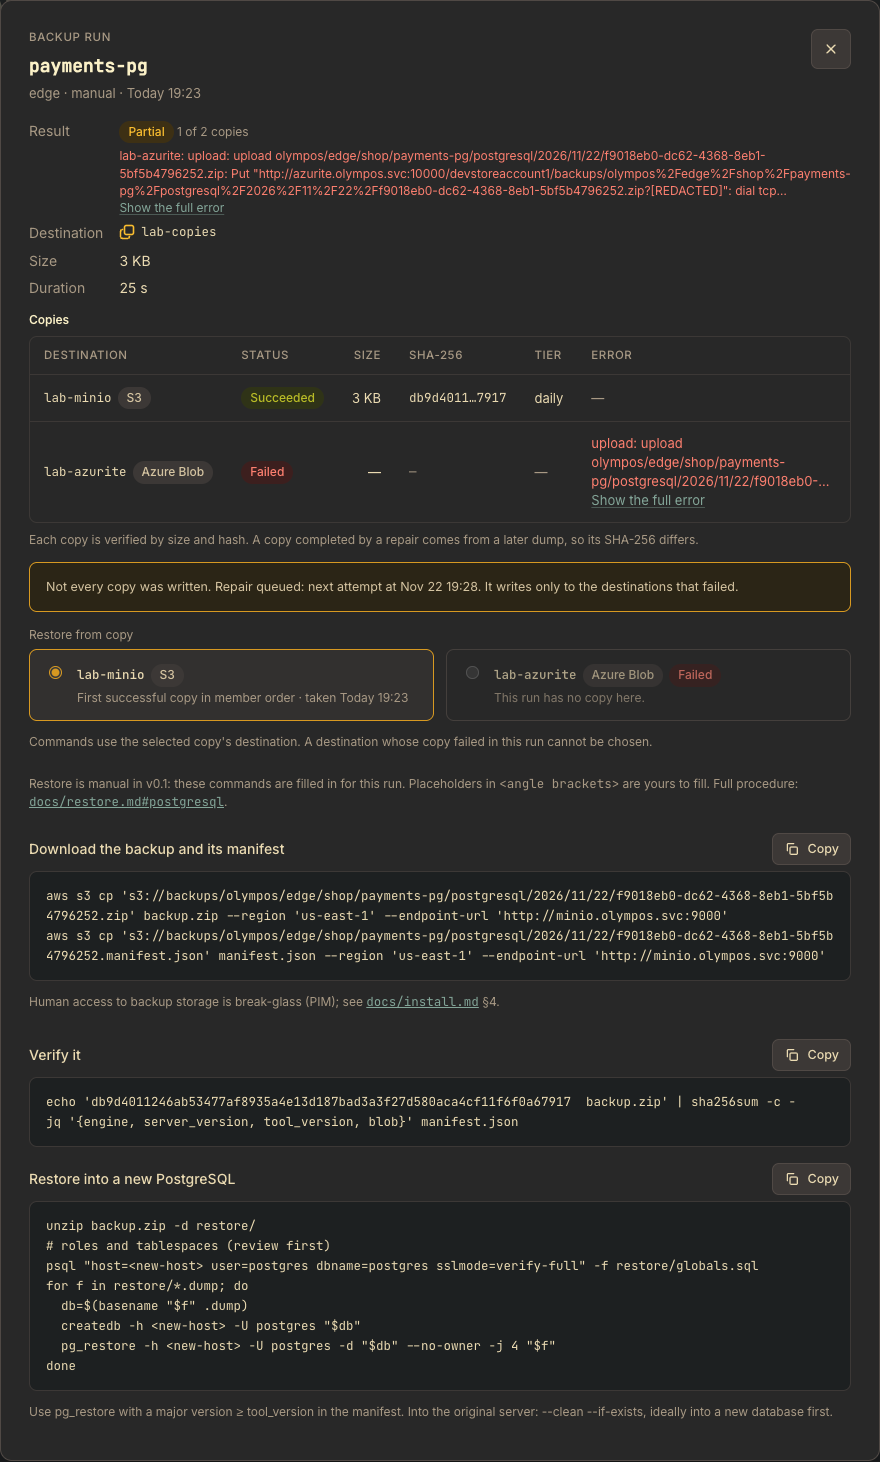 BACKUP RUN
payments-pg
edge · manual · Today 19:23
Result
Partial 1 of 2 copies
lab-azurite: upload: upload olympos/edge/shop/payments-pg/postgresql/2026/11/22/f9018eb0-dc62-4368-8eb1-
5bf5b4796252.zip: Put "http://azurite.olympos.svc:10000/devstoreaccount1/backups/olympos%2Fedge%2Fshop%2Fpayments-
pg%2Fpostgresql%2F2026%2F11%2F22%2Ff9018eb0-dc62-4368-8eb1-5bf5b4796252.zip?[REDACTED]": dial tcp…
Show the full error
Destination lab-copies
Size 3 KB
Duration 25 s
Copies
DESTINATION STATUS SIZE SHA-256 TIER ERROR
lab-minio S3 Succeeded 3 KB db9d4011…7917 daily —
lab-azurite Azure Blob Failed — — — upload: upload
olympos/edge/shop/payments-
pg/postgresql/2026/11/22/f9018eb0-…
Show the full error
Each copy is verified by size and hash. A copy completed by a repair comes from a later dump, so its SHA-256 differs.
Not every copy was written. Repair queued: next attempt at Nov 22 19:28. It writes only to the destinations that failed.
Restore from copy
lab-minio S3
First successful copy in member order · taken Today 19:23
lab-azurite Azure Blob Failed
This run has no copy here.
Commands use the selected copy's destination. A destination whose copy failed in this run cannot be chosen.
Restore is manual in v0.1: these commands are filled in for this run. Placeholders in <angle brackets> are yours to fill. Full procedure:
docs/restore.md#postgresql.
Download the backup and its manifest
Copy
aws s3 cp 's3://backups/olympos/edge/shop/payments-pg/postgresql/2026/11/22/f9018eb0-dc62-4368-8eb1-5bf5b
4796252.zip' backup.zip --region 'us-east-1' --endpoint-url 'http://minio.olympos.svc:9000'
aws s3 cp 's3://backups/olympos/edge/shop/payments-pg/postgresql/2026/11/22/f9018eb0-dc62-4368-8eb1-5bf5b
4796252.manifest.json' manifest.json --region 'us-east-1' --endpoint-url 'http://minio.olympos.svc:9000'
Human access to backup storage is break-glass (PIM); see docs/install.md §4.
Verify it
Copy
echo 'db9d4011246ab53477af8935a4e13d187bad3a3f27d580aca4cf11f6f0a67917  backup.zip' | sha256sum -c -
jq '{engine, server_version, tool_version, blob}' manifest.json
Restore into a new PostgreSQL
Copy
unzip backup.zip -d restore/
# roles and tablespaces (review first)
psql "host=<new-host> user=postgres dbname=postgres sslmode=verify-full" -f restore/globals.sql
for f in restore/*.dump; do
  db=$(basename "$f" .dump)
  createdb -h <new-host> -U postgres "$db"
  pg_restore -h <new-host> -U postgres -d "$db" --no-owner -j 4 "$f"
done
Use pg_restore with a major version ≥ tool_version in the manifest. Into the original server: --clean --if-exists, ideally into a new database first.